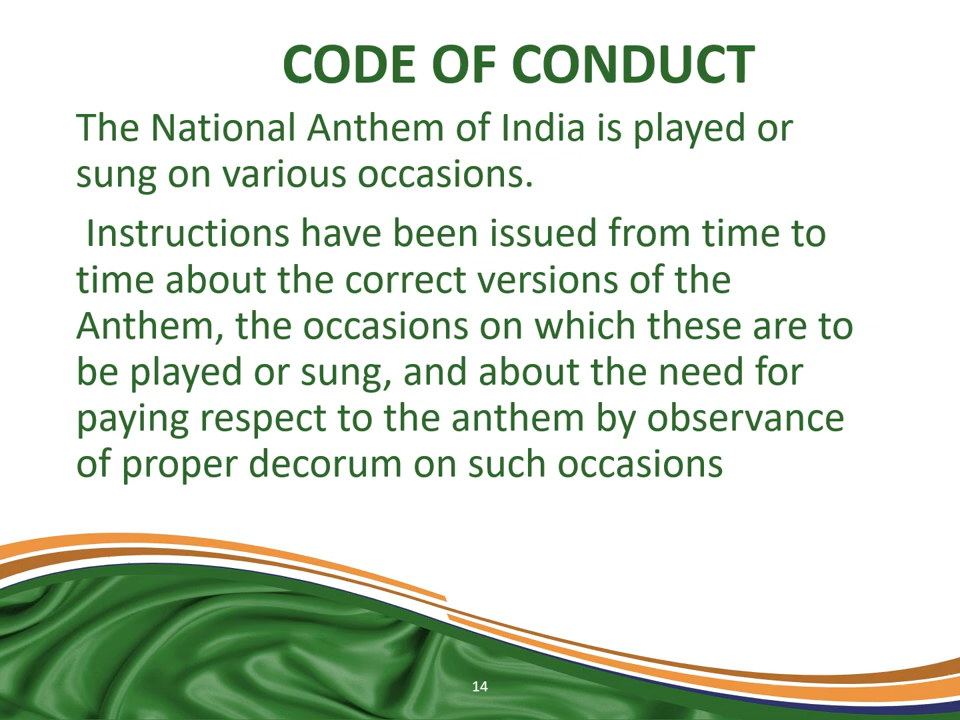 CODE OF CONDUCT
The National Anthem of India is played or
sung on various occasions.
Instructions have been issued from time to
time about the correct versions of the
Anthem, the occasions on which these are to
be played or sung, and about the need for
paying respect to the anthem by observance
of proper decorum on such occasions
14